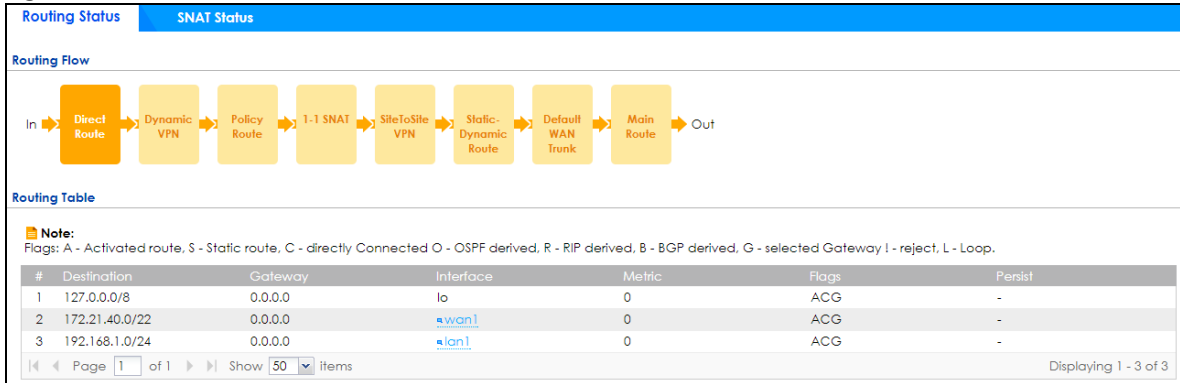 Routing Status SNAT Status
Routing Flow
In Direct Route Dynamic VPN Policy Route 1-1 SNAT SiteToSite VPN Static-Dynamic Route Default WAN Trunk Main Route Out
Routing Table
Note:
Flags: A - Activated route, S - Static route, C - directly Connected O - OSPF derived, R - RIP derived, B - BGP derived, G - selected Gateway ! - reject, L - Loop.
# Destination Gateway Interface Metric Flags Persist
1 127.0.0.0/8 0.0.0.0 lo 0 ACG -
2 172.21.40.0/22 0.0.0.0 wan1 0 ACG -
3 192.168.1.0/24 0.0.0.0 lan1 0 ACG -
Page 1 of 1 Show 50 items Displaying 1 - 3 of 3